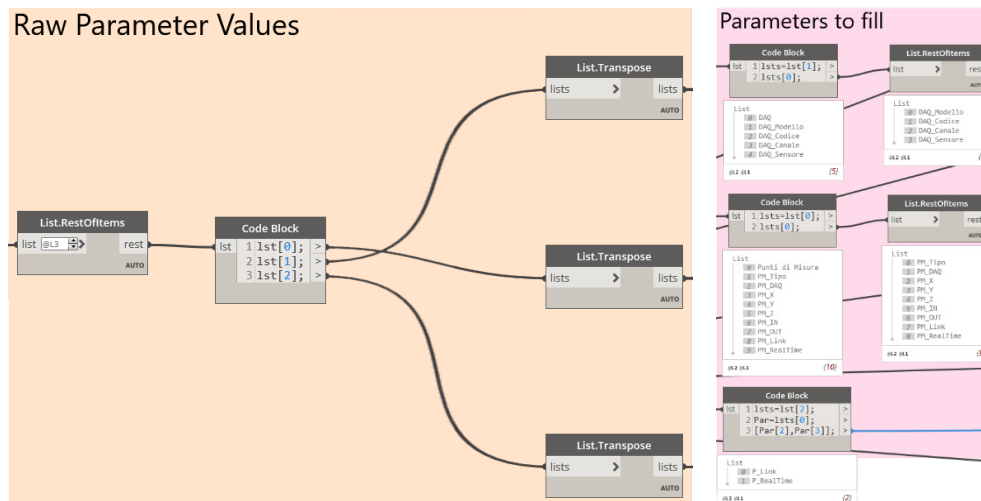 Raw Parameter Values
List.RestOfItems
list @L3 > rest
AUTO
Code Block
lst 1 lst[0]; >
2 lst[1]; >
3 lst[2]; >
List.Transpose
lists > lists
AUTO
List.Transpose
lists > lists
AUTO
List.Transpose
lists > lists
AUTO
Parameters to fill
Code Block
lst 1 lsts=lst[1]; >
2 lsts[0]; >
List
0 DAQ
1 DAQ_Modello
2 DAQ_Codice
3 DAQ_Canale
4 DAQ_Sensore
@L2 @L1 {5}
List.RestOfItems
list > rest
AUTO
List
0 DAQ_Modello
1 DAQ_Codice
2 DAQ_Canale
3 DAQ_Sensore
@L2 @L1
Code Block
lst 1 lsts=lst[0]; >
2 lsts[0]; >
List
0 Punti di Misura
1 PM_Tipo
2 PM_DAQ
3 PM_X
4 PM_Y
5 PM_Z
6 PM_IN
7 PM_OUT
8 PM_Link
9 PM_RealTime
@L2 @L1 {10}
List.RestOfItems
list > rest
AUTO
List
0 PM_Tipo
1 PM_DAQ
2 PM_X
3 PM_Y
4 PM_Z
5 PM_IN
6 PM_OUT
7 PM_Link
8 PM_RealTime
@L2 @L1
Code Block
lst 1 lsts=lst[2]; >
2 Par=lsts[0]; >
3 [Par[2],Par[3]]; >
List
0 P_Link
1 P_RealTime
@L2 @L1 {2}